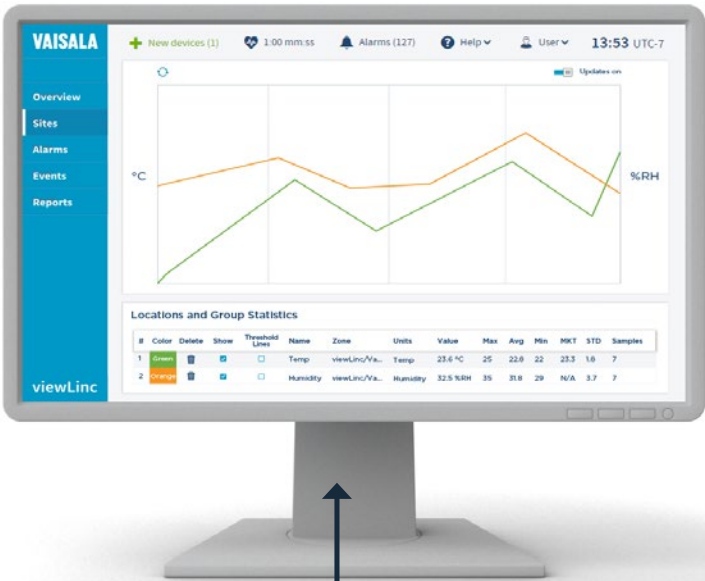 VAISALA
New devices (1)
1:00 mm:ss
Alarms (127)
Help
User
13:53 UTC-7
Overview
Sites
Alarms
Events
Reports
viewLinc
Updates on
°C
%RH
Locations and Group Statistics
# Color Delete Show Threshold Lines Name Zone Units Value Max Avg Min MKT STD Samples
1 Green Temp viewLinc/Va... Temp 23.6 °C 25 22.8 22 23.3 1.8 7
2 Orange Humidity viewLinc/Va... Humidity 32.5 %RH 35 31.8 29 N/A 3.7 7